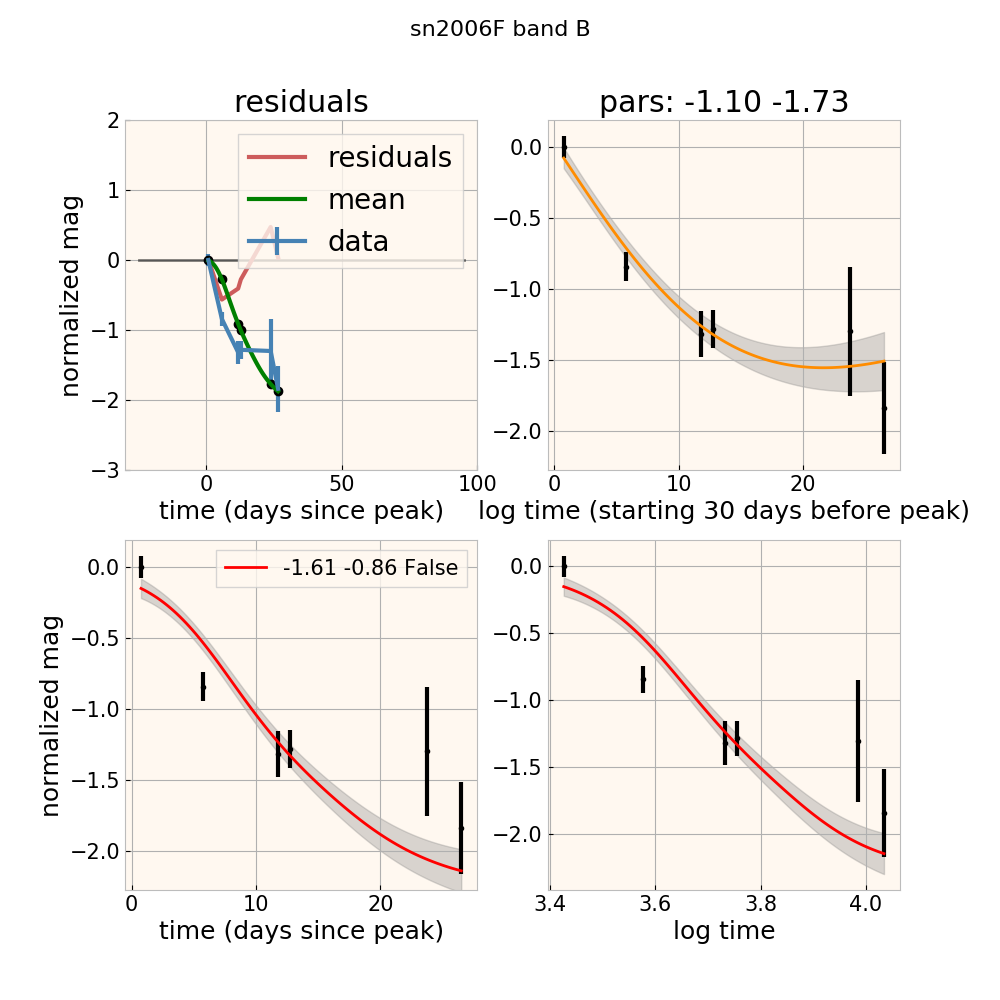 sn2006F band B
residuals
pars: -1.10 -1.73
2
1
0
−1
−2
−3
normalized mag
residuals
mean
data
0 50 100
time (days since peak)
0.0
−0.5
−1.0
−1.5
−2.0
0 10 20
log time (starting 30 days before peak)
0.0
−0.5
−1.0
−1.5
−2.0
normalized mag
-1.61 -0.86 False
0 10 20
time (days since peak)
0.0
−0.5
−1.0
−1.5
−2.0
3.4 3.6 3.8 4.0
log time